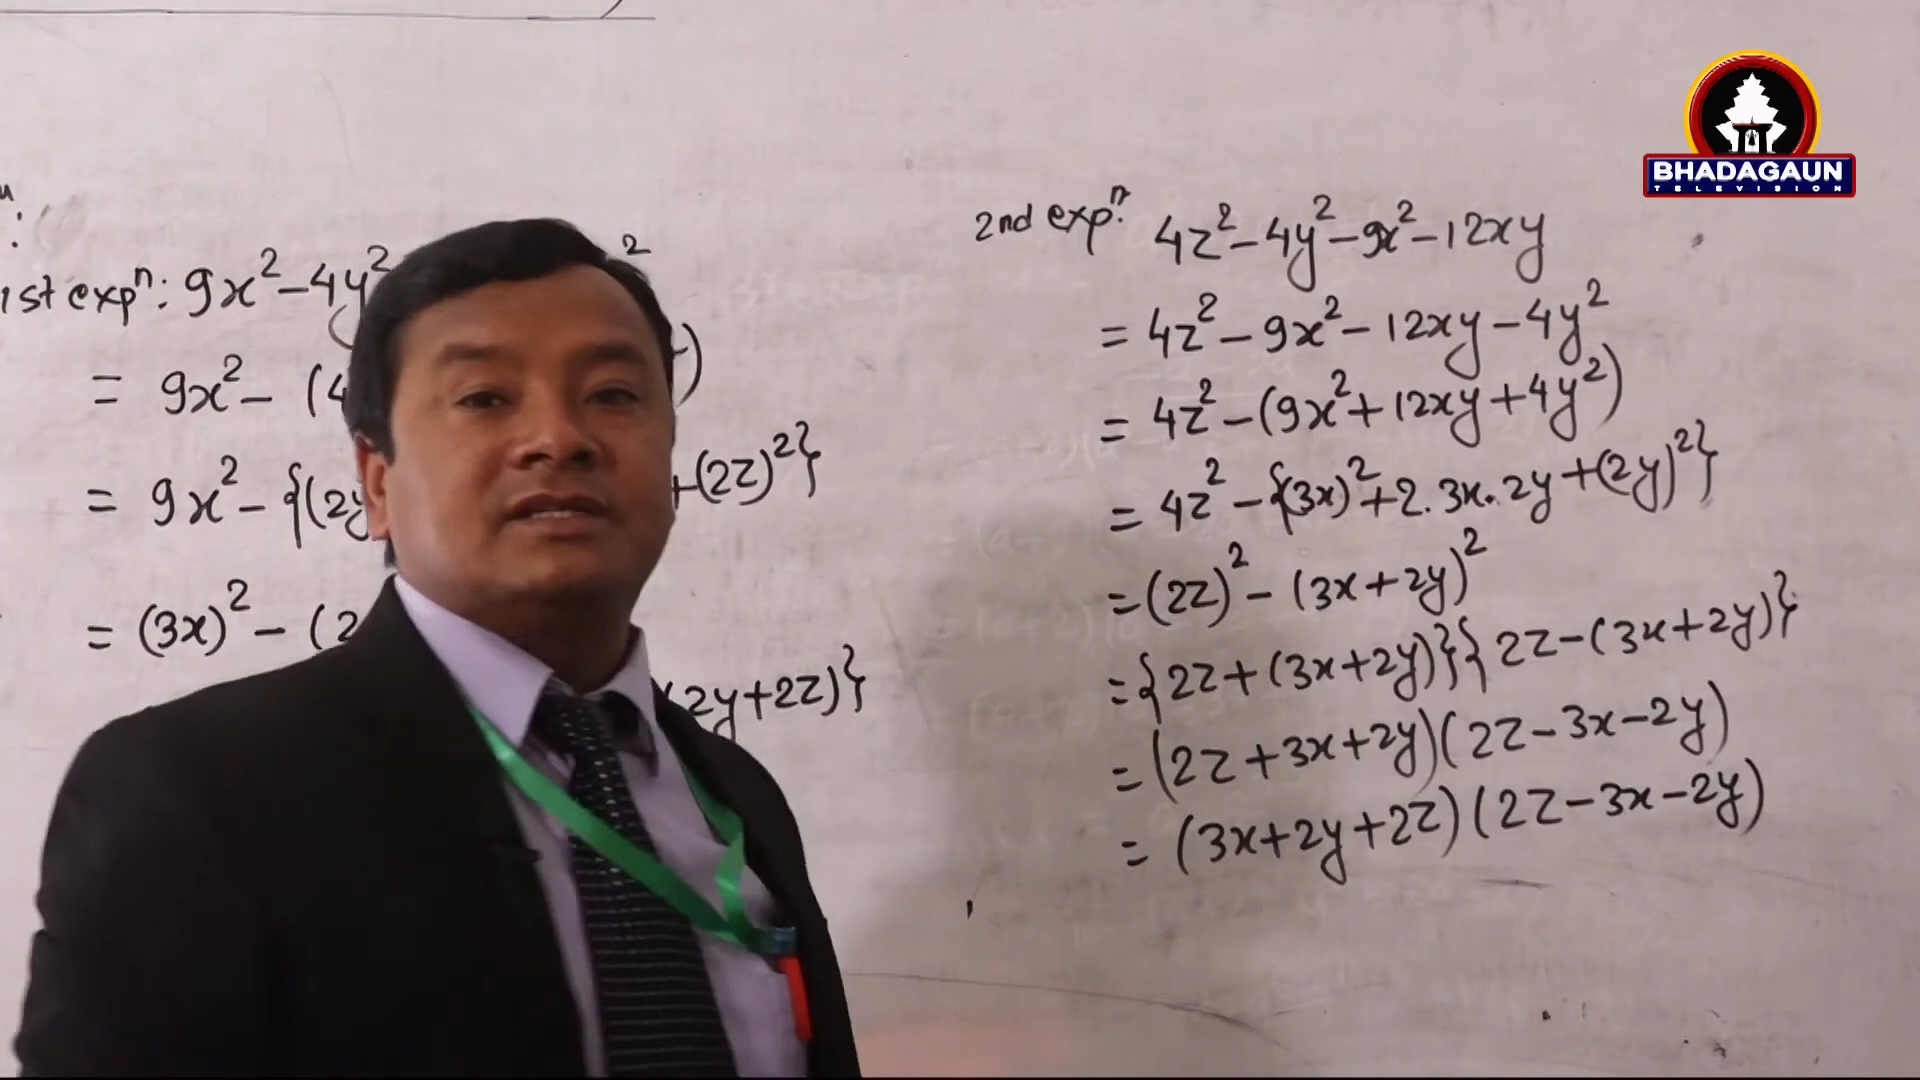 BHADAGAUN
TELEVISION
1st expⁿ: 9x² - 4y² ²
= 9x² - (4 )
= 9x² - {(2y +(2z)²}
= (3x)² - (2
(2y+2z)}
2nd expⁿ: 4z² - 4y² - 9x² - 12xy
= 4z² - 9x² - 12xy - 4y²
= 4z² - (9x² + 12xy + 4y²)
= 4z² - {(3x)² + 2.3x.2y + (2y)²}
= (2z)² - (3x + 2y)²
= {2z + (3x + 2y)}{2z - (3x + 2y)}
= (2z + 3x + 2y)(2z - 3x - 2y)
= (3x + 2y + 2z)(2z - 3x - 2y)